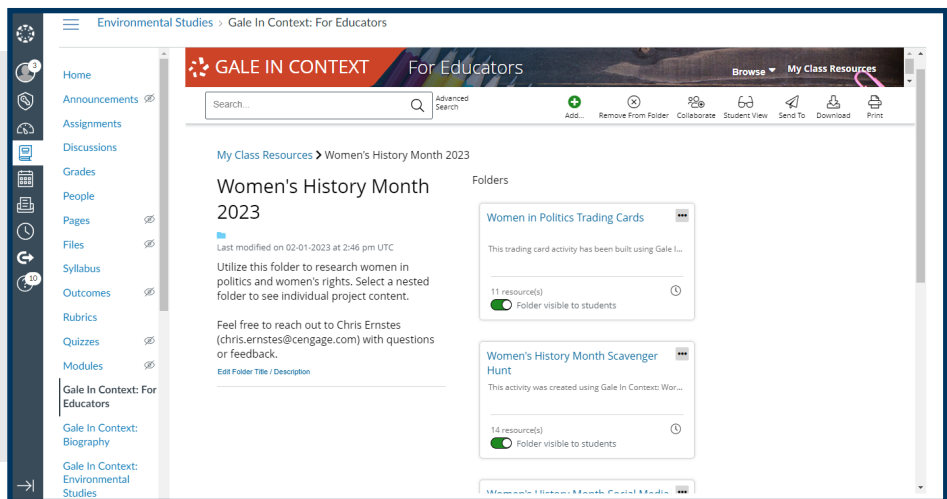 Environmental Studies > Gale In Context: For Educators
3
10
Home
Announcements
Assignments
Discussions
Grades
People
Pages
Files
Syllabus
Outcomes
Rubrics
Quizzes
Modules
Gale In Context: For
Educators
Gale In Context:
Biography
Gale In Context:
Environmental
Studies
GALE IN CONTEXT For Educators
Browse My Class Resources
Search...
Advanced
Search
Add... Remove From Folder Collaborate Student View Send To Download Print
My Class Resources > Women's History Month 2023
Women's History Month
2023
Last modified on 02-01-2023 at 2:46 pm UTC
Utilize this folder to research women in
politics and women's rights. Select a nested
folder to see individual project content.
Feel free to reach out to Chris Ernstes
(chris.ernstes@cengage.com) with questions
or feedback.
Edit Folder Title / Description
Folders
Women in Politics Trading Cards
This trading card activity has been built using Gale I...
11 resource(s)
Folder visible to students
Women's History Month Scavenger
Hunt
This activity was created using Gale In Context: Wor...
14 resource(s)
Folder visible to students
Women's History Month Social Media